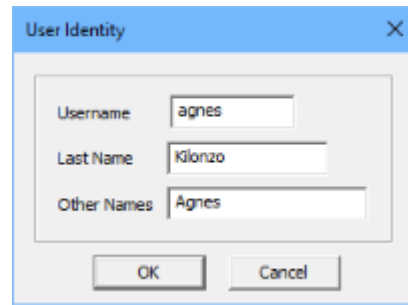 User Identity
Username agnes
Last Name Kilonzo
Other Names Agnes
OK Cancel